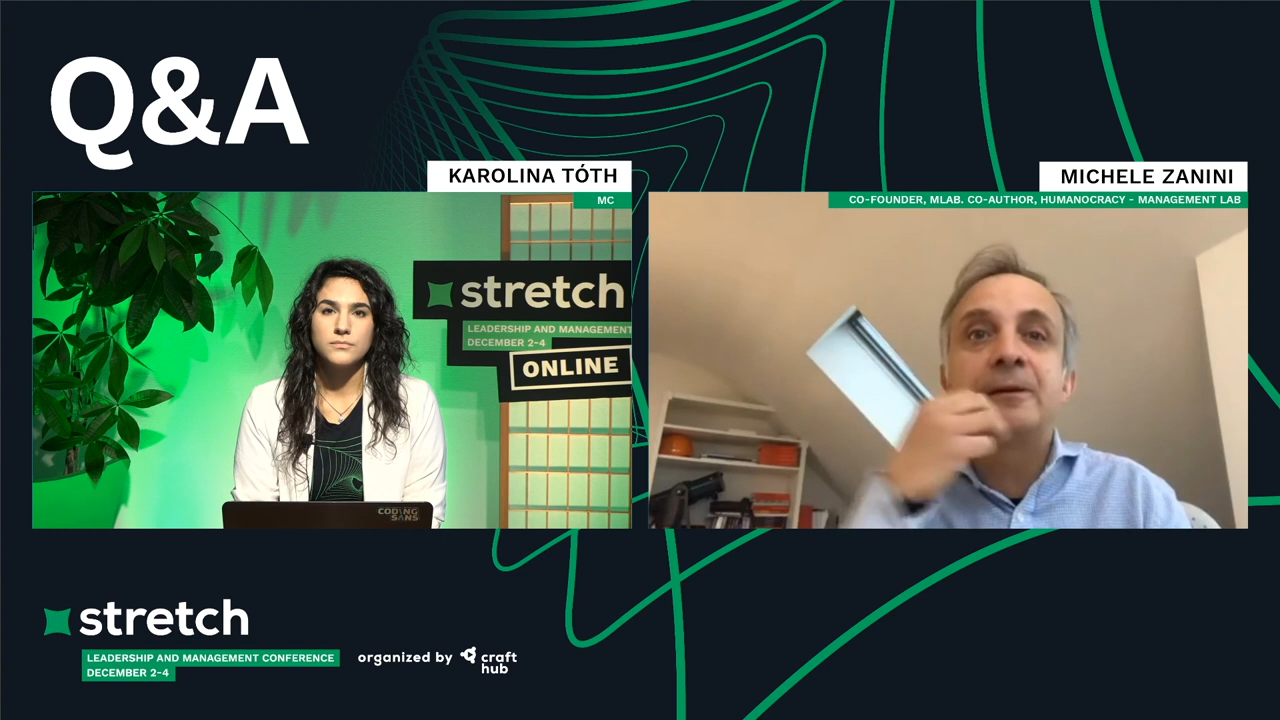 Q&A
KAROLINA TÓTH
MC
MICHELE ZANINI
CO-FOUNDER, MLAB. CO-AUTHOR, HUMANOCRACY - MANAGEMENT LAB
stretch
LEADERSHIP AND MANAGEMENT
DECEMBER 2-4
ONLINE
CODING
SANS
stretch
LEADERSHIP AND MANAGEMENT CONFERENCE
DECEMBER 2-4
organized by craft
hub